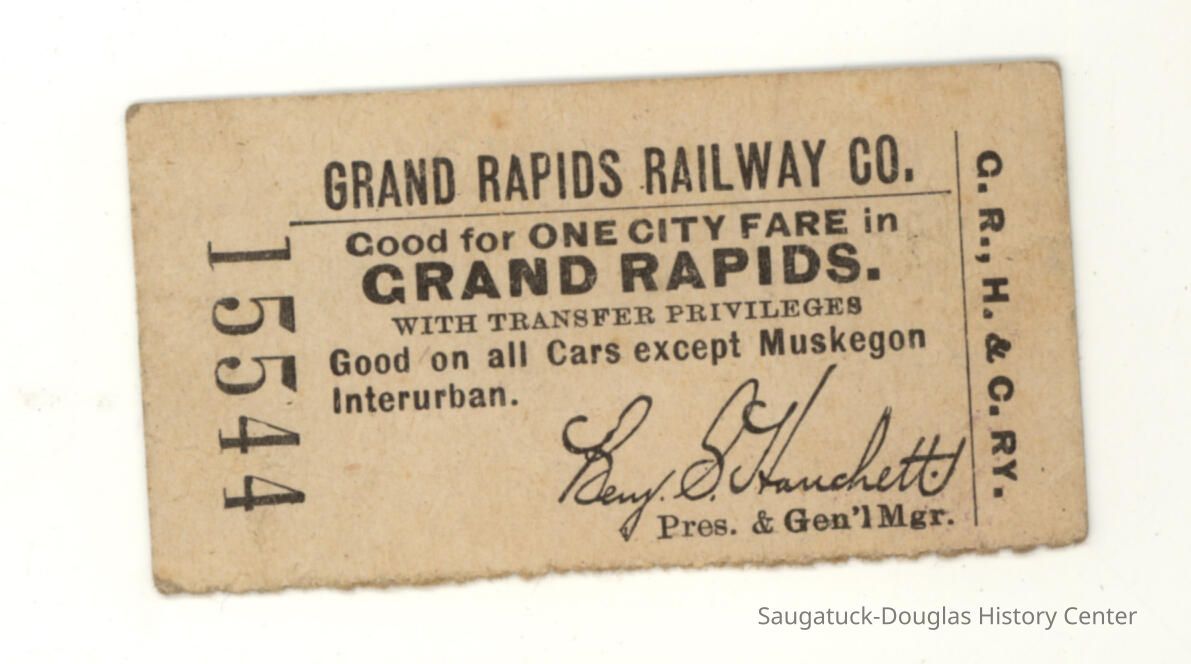 GRAND RAPIDS RAILWAY CO.
Good for ONE CITY FARE in
GRAND RAPIDS.
WITH TRANSFER PRIVILEGES
Good on all Cars except Muskegon
Interurban.
Benj. S. Hanchett.
Pres. & Gen'l Mgr.
15544
G. R., H. & C. RY.
Saugatuck-Douglas History Center